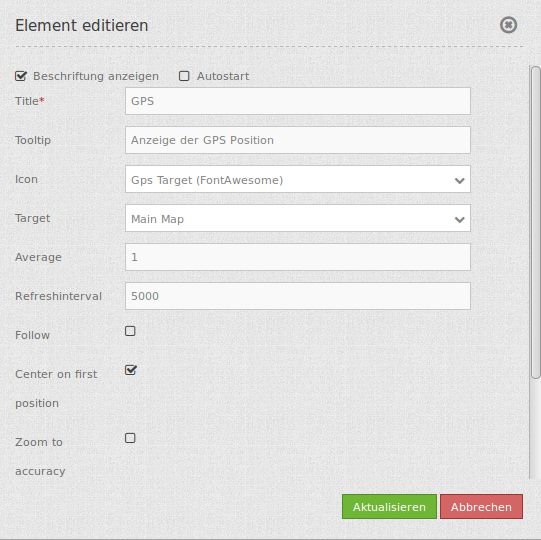 Element editieren
Beschriftung anzeigen Autostart
Title* GPS
Tooltip Anzeige der GPS Position
Icon Gps Target (FontAwesome)
Target Main Map
Average 1
Refreshinterval 5000
Follow
Center on first
position
Zoom to
accuracy
Aktualisieren Abbrechen